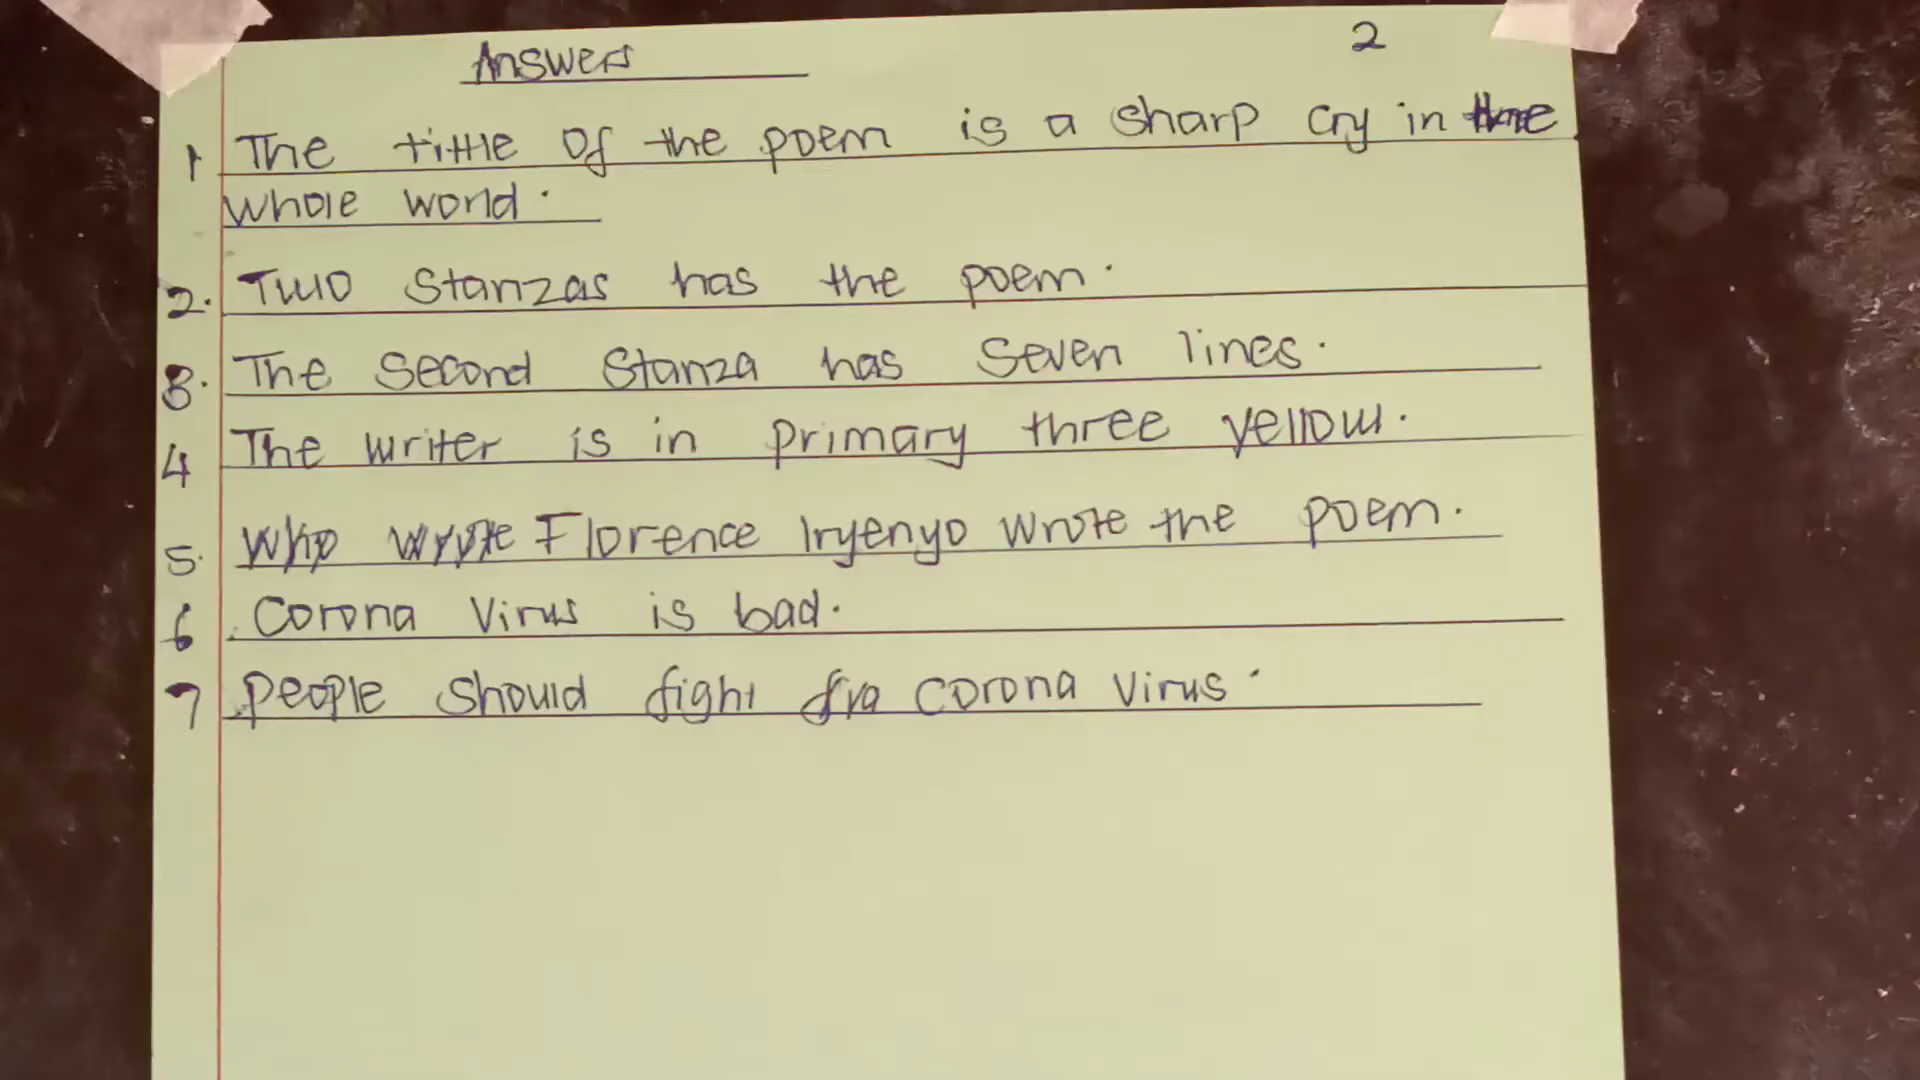 Answers
2
1 The tittle of the poem is a sharp cry in the
whole world.
2. Two Stanzas has the poem.
3. The Second Stanza has Seven lines.
4 The writer is in primary three yellow.
5. Who wrote Florence Iryenyo wrote the poem.
6 Corona Virus is bad.
7 people should fight Corona Virus.